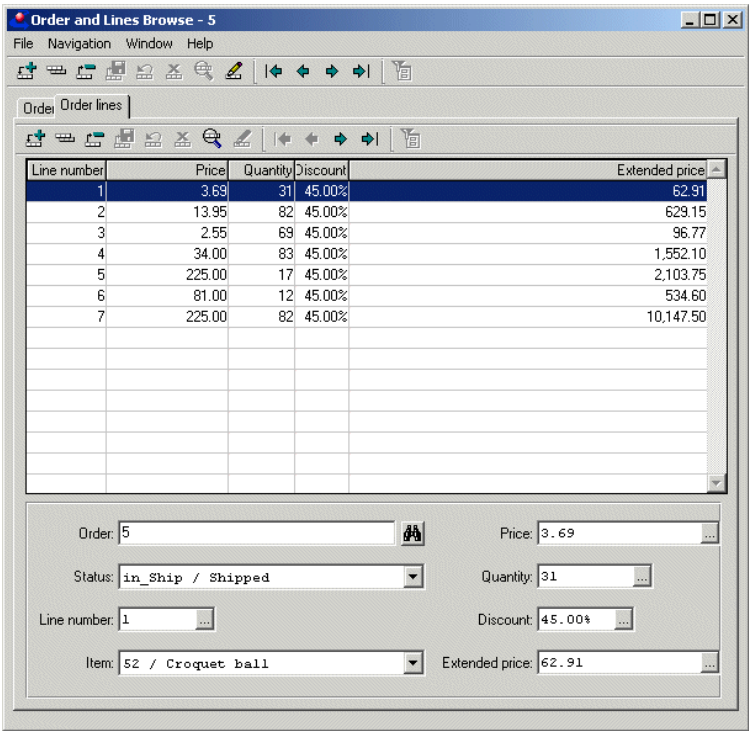 Order and Lines Browse - 5
File Navigation Window Help
Order Order lines
Line number Price Quantity Discount Extended price
1 3.69 31 45.00% 62.91
2 13.95 82 45.00% 629.15
3 2.55 69 45.00% 96.77
4 34.00 83 45.00% 1,552.10
5 225.00 17 45.00% 2,103.75
6 81.00 12 45.00% 534.60
7 225.00 82 45.00% 10,147.50
Order: 5 Price: 3.69 ...
Status: in_Ship / Shipped Quantity: 31 ...
Line number: 1 ... Discount: 45.00% ...
Item: 52 / Croquet ball Extended price: 62.91 ...